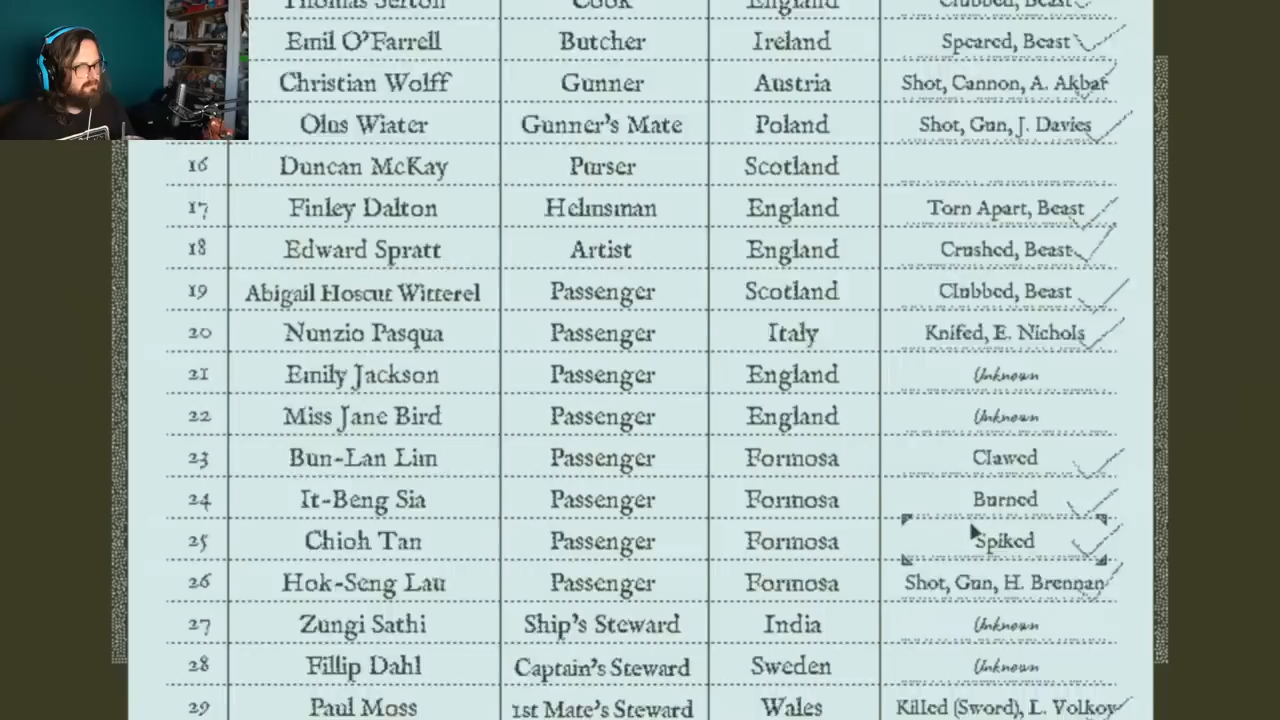 Thomas Sefton Cook England Clubbed, Beast
Emil O'Farrell Butcher Ireland Speared, Beast
Christian Wolff Gunner Austria Shot, Cannon, A. Akbar
Olus Wiater Gunner's Mate Poland Shot, Gun, J. Davies
16 Duncan McKay Purser Scotland
17 Finley Dalton Helmsman England Torn Apart, Beast
18 Edward Spratt Artist England Crushed, Beast
19 Abigail Hoscut Witterel Passenger Scotland Clubbed, Beast
20 Nunzio Pasqua Passenger Italy Knifed, E. Nichols
21 Emily Jackson Passenger England Unknown
22 Miss Jane Bird Passenger England Unknown
23 Bun-Lan Lim Passenger Formosa Clawed
24 It-Beng Sia Passenger Formosa Burned
25 Chioh Tan Passenger Formosa Spiked
26 Hok-Seng Lau Passenger Formosa Shot, Gun, H. Brennan
27 Zungi Sathi Ship's Steward India Unknown
28 Fillip Dahl Captain's Steward Sweden Unknown
29 Paul Moss 1st Mate's Steward Wales Killed (Sword), L. Volkov